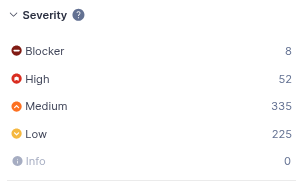 Severity ?
Blocker 8
High 52
Medium 335
Low 225
Info 0